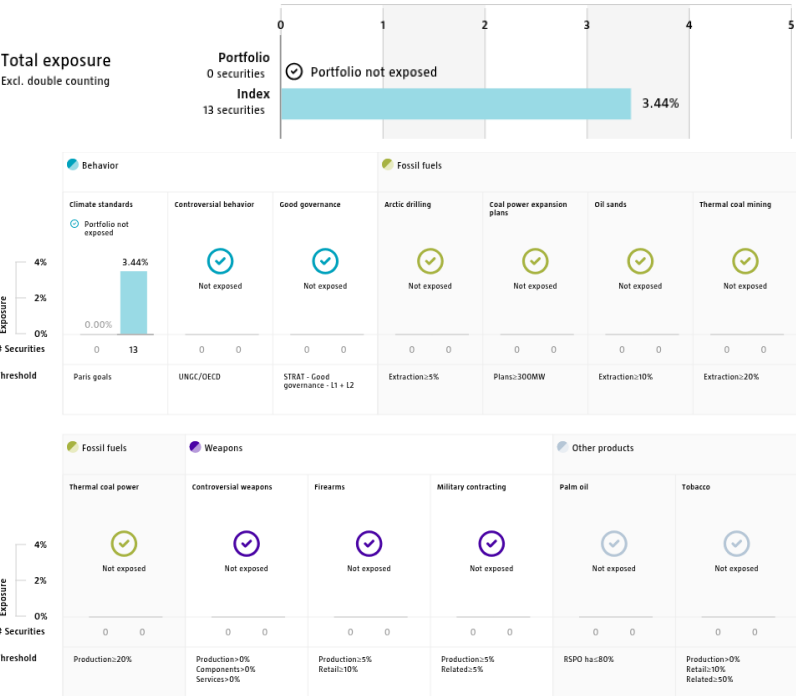 0 1 2 3 4 5
Total exposure
Excl. double counting
Portfolio
0 securities
Portfolio not exposed
Index
13 securities
3.44%
Behavior
Fossil fuels
Climate standards
Controversial behavior
Good governance
Arctic drilling
Coal power expansion
plans
Oil sands
Thermal coal mining
Portfolio not
exposed
4%
2%
0%
Exposure
3.44%
0.00%
Not exposed
Not exposed
Not exposed
Not exposed
Not exposed
Not exposed
# Securities
0 13
0 0
0 0
0 0
0 0
0 0
0 0
hreshold
Paris goals
UNGC/OECD
STRAT - Good
governance - L1 + L2
Extraction≥5%
Plans≥300MW
Extraction≥10%
Extraction≥20%
Fossil fuels
Weapons
Other products
Thermal coal power
Controversial weapons
Firearms
Military contracting
Palm oil
Tobacco
4%
2%
0%
Exposure
Not exposed
Not exposed
Not exposed
Not exposed
Not exposed
Not exposed
# Securities
0 0
0 0
0 0
0 0
0 0
0 0
hreshold
Production≥20%
Production>0%
Components>0%
Services>0%
Production≥5%
Retail≥10%
Production≥5%
Related≥5%
RSPO ha≤80%
Production>0%
Retail≥10%
Related≥50%